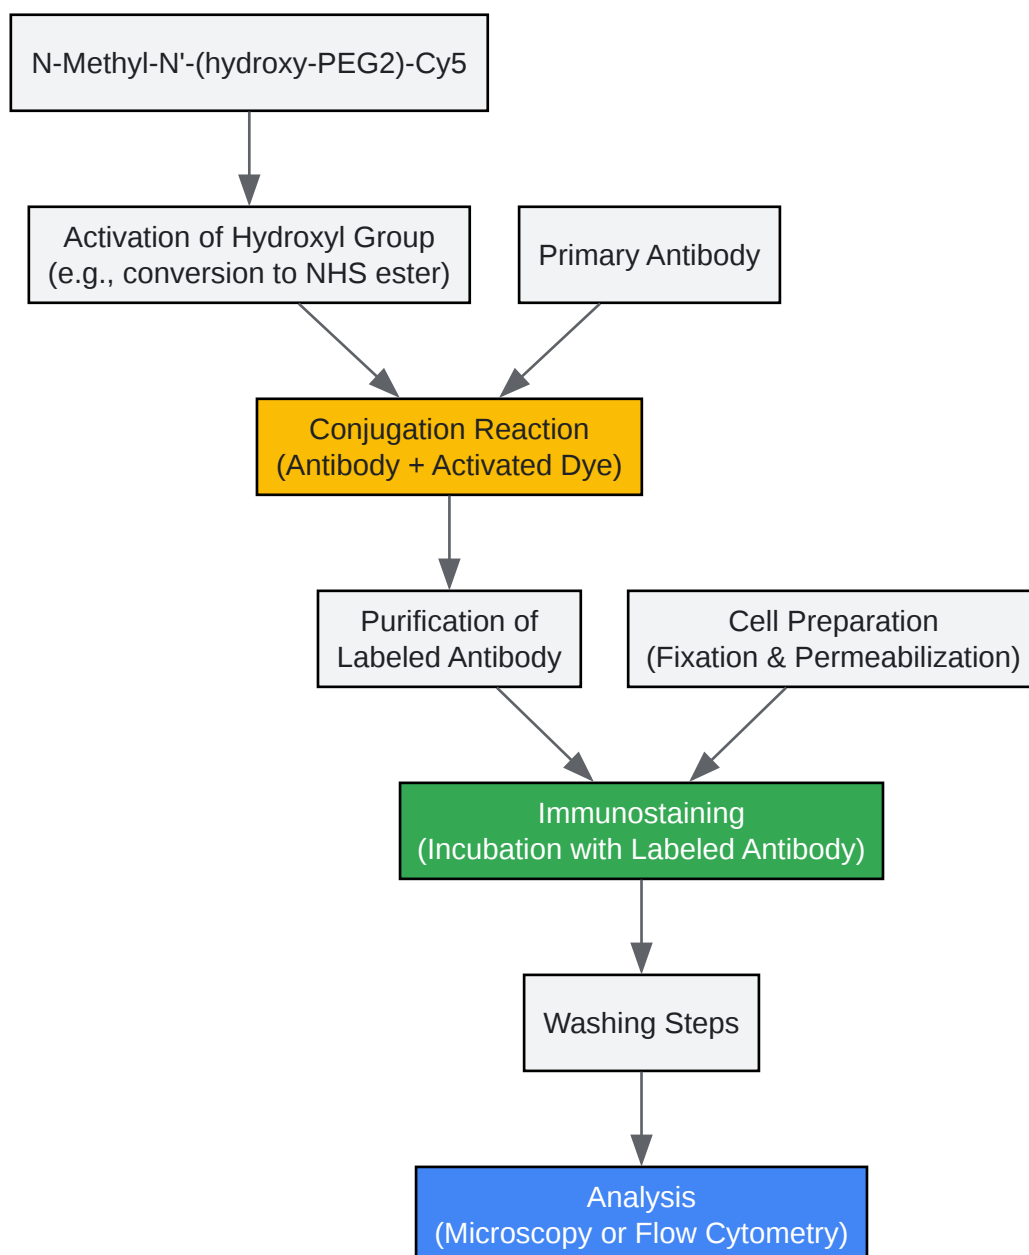 N-Methyl-N'-(hydroxy-PEG2)-Cy5
Activation of Hydroxyl Group
(e.g., conversion to NHS ester)
Primary Antibody
Conjugation Reaction
(Antibody + Activated Dye)
Purification of
Labeled Antibody
Cell Preparation
(Fixation & Permeabilization)
Immunostaining
(Incubation with Labeled Antibody)
Washing Steps
Analysis
(Microscopy or Flow Cytometry)